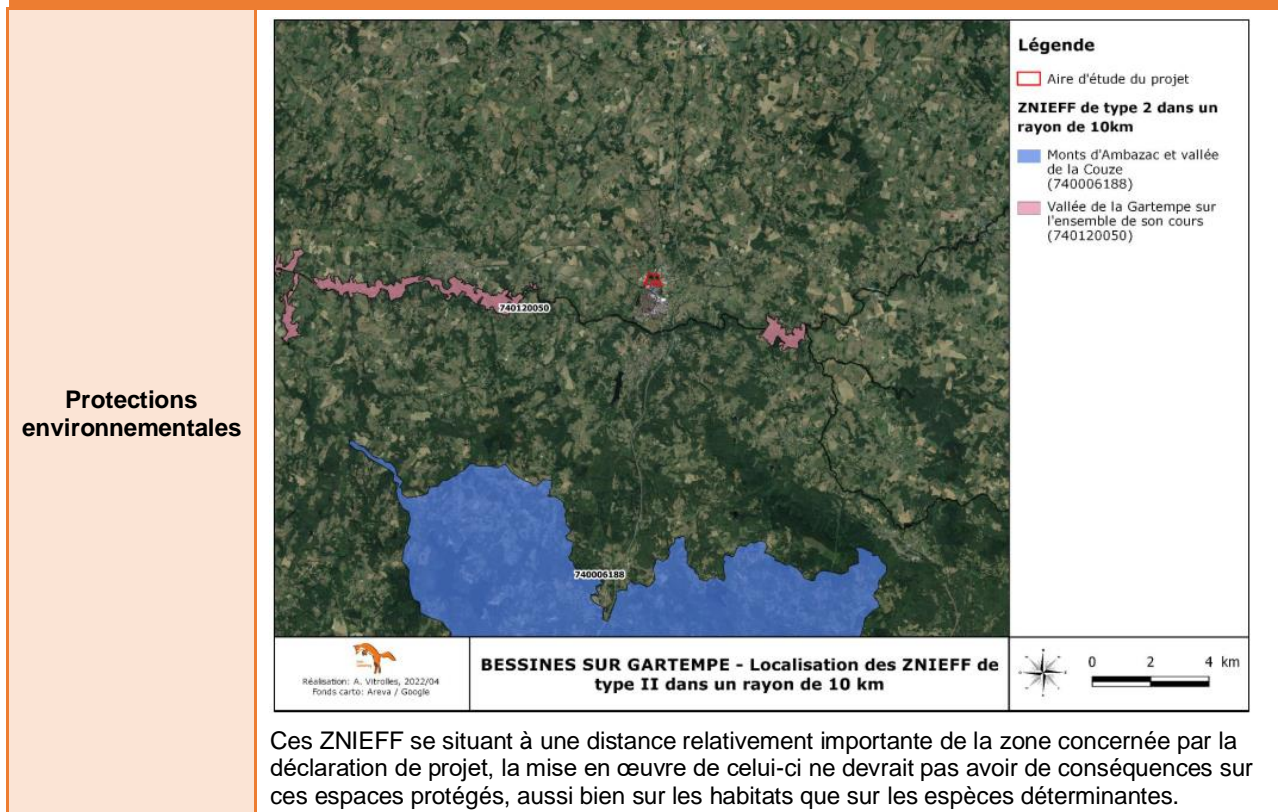 Protections
environnementales
Légende
Aire d'étude du projet
ZNIEFF de type 2 dans un
rayon de 10km
Monts d'Ambazac et vallée
de la Couze
(740006188)
Vallée de la Gartempe sur
l'ensemble de son cours
(740120050)
740120050
740006188
Réalisation: A. Vitrolles, 2022/04
Fonds carto: Areva / Google
BESSINES SUR GARTEMPE - Localisation des ZNIEFF de
type II dans un rayon de 10 km
0 2 4 km
Ces ZNIEFF se situant à une distance relativement importante de la zone concernée par la
déclaration de projet, la mise en œuvre de celui-ci ne devrait pas avoir de conséquences sur
ces espaces protégés, aussi bien sur les habitats que sur les espèces déterminantes.